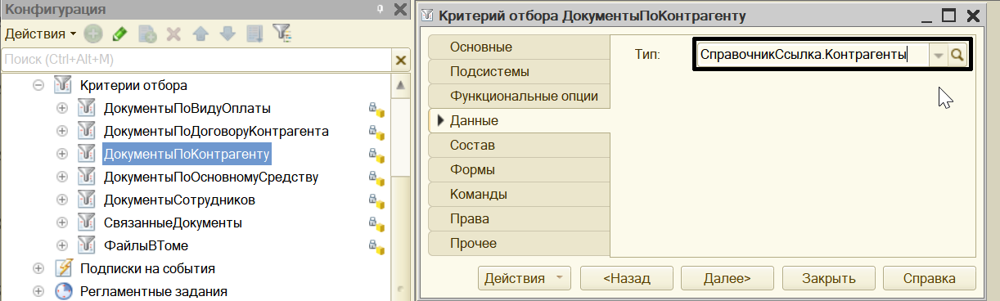 Конфигурация
Действия
Поиск (Ctrl+Alt+M)
Критерии отбора
ДокументыПоВидуОплаты
ДокументыПоДоговоруКонтрагента
ДокументыПоКонтрагенту
ДокументыПоОсновномуСредству
ДокументыСотрудников
СвязанныеДокументы
ФайлыВТоме
Подписки на события
Регламентные задания
Критерий отбора ДокументыПоКонтрагенту
Основные
Подсистемы
Функциональные опции
Данные
Состав
Формы
Команды
Права
Прочее
Тип:
СправочникСсылка.Контрагенты
Действия
<Назад
Далее>
Закрыть
Справка